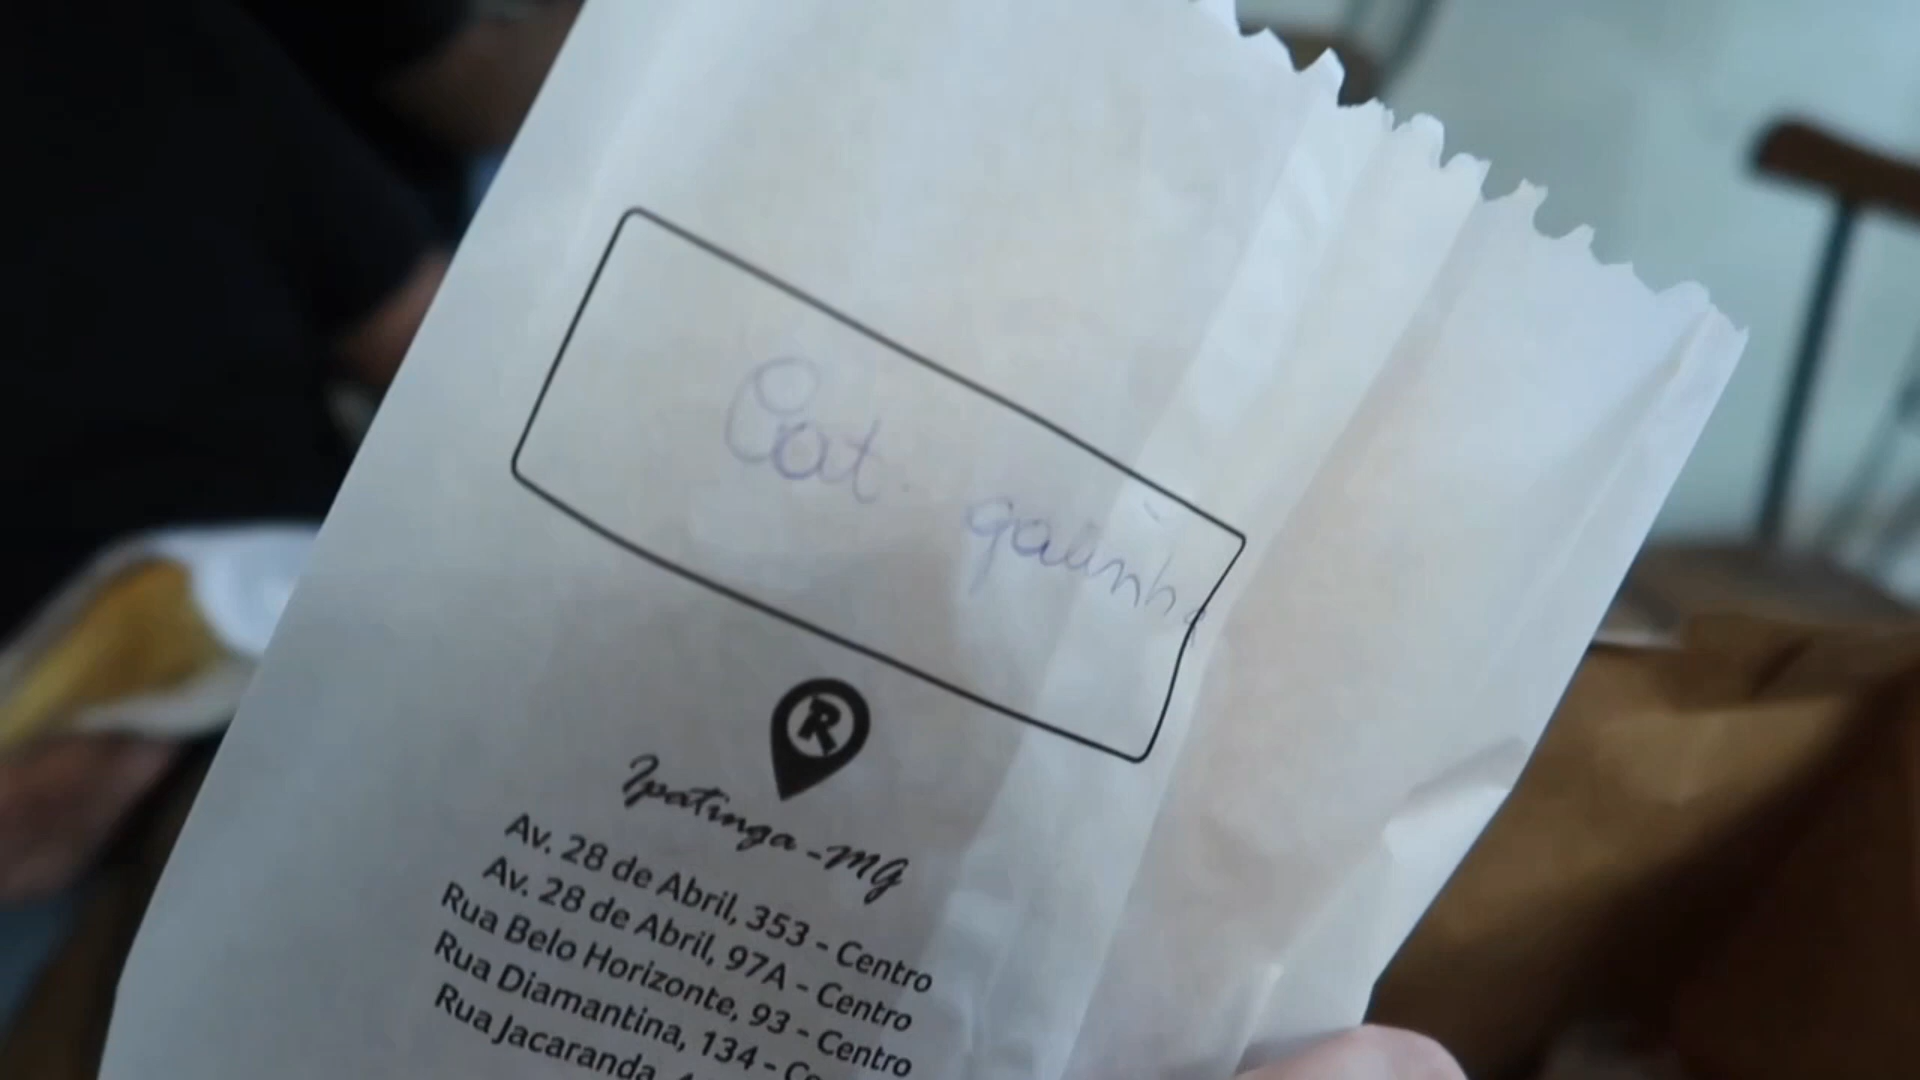 Cat. galinha
R
Ipatinga - MG
Av. 28 de Abril, 353 - Centro
Av. 28 de Abril, 97A - Centro
Rua Belo Horizonte, 93 - Centro
Rua Diamantina, 134 - Ce
Rua Jacaranda,